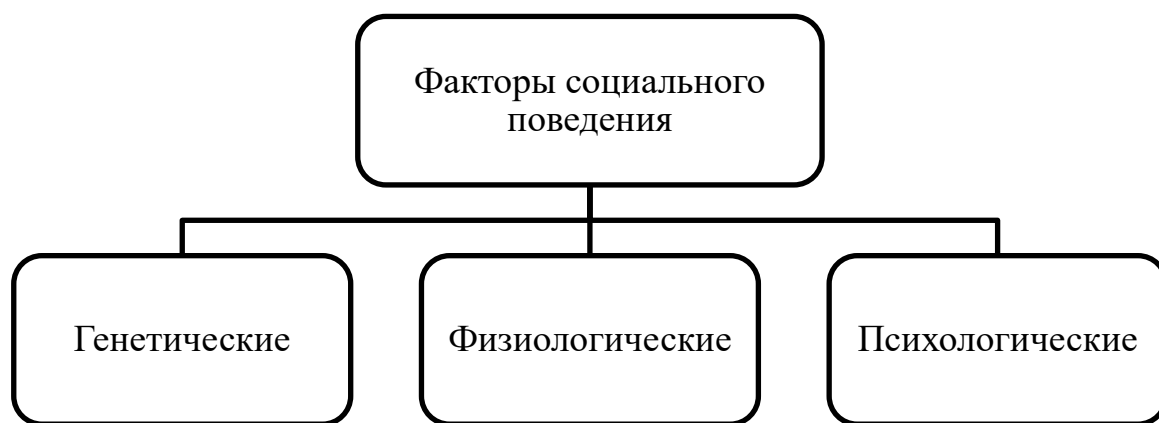 Факторы социального
поведения
Генетические
Физиологические
Психологические